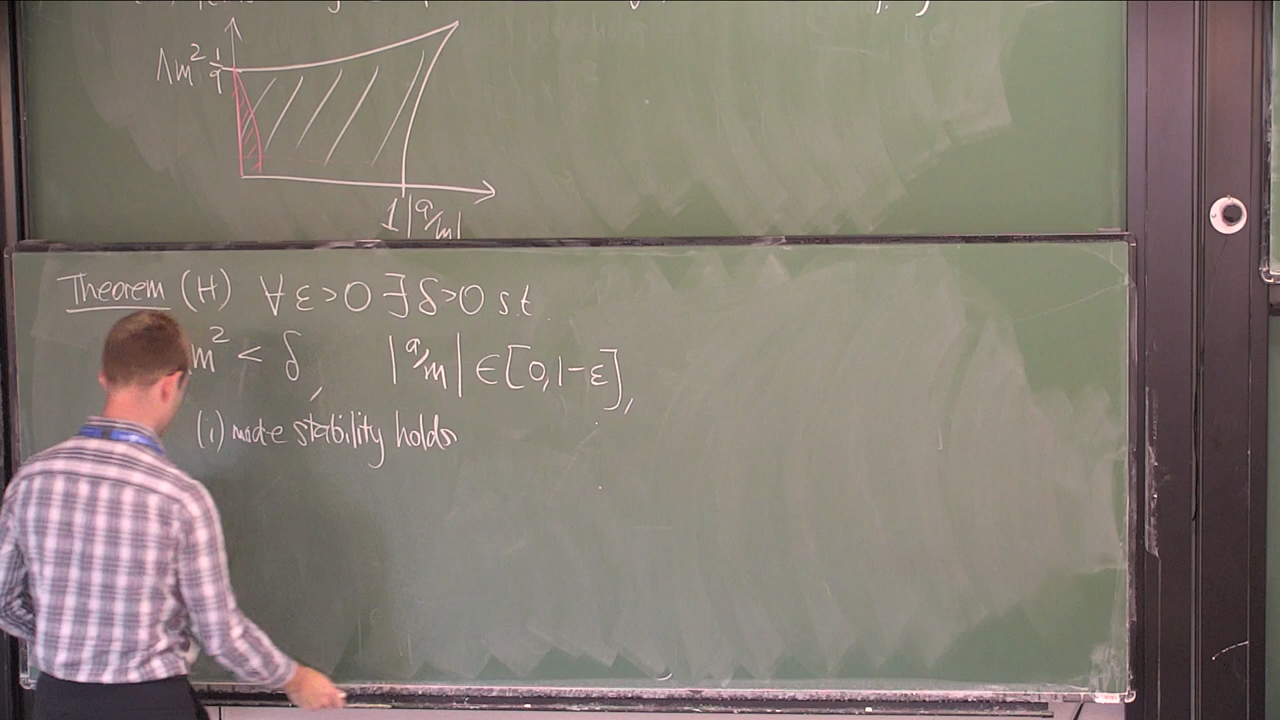 Λm² 1/9
1 |a/m|
Theorem (H) ∀ ε > 0 ∃ δ > 0 s.t.
m² < δ, |a/m| ∈ [0,1-ε],
(i) mode stability holds